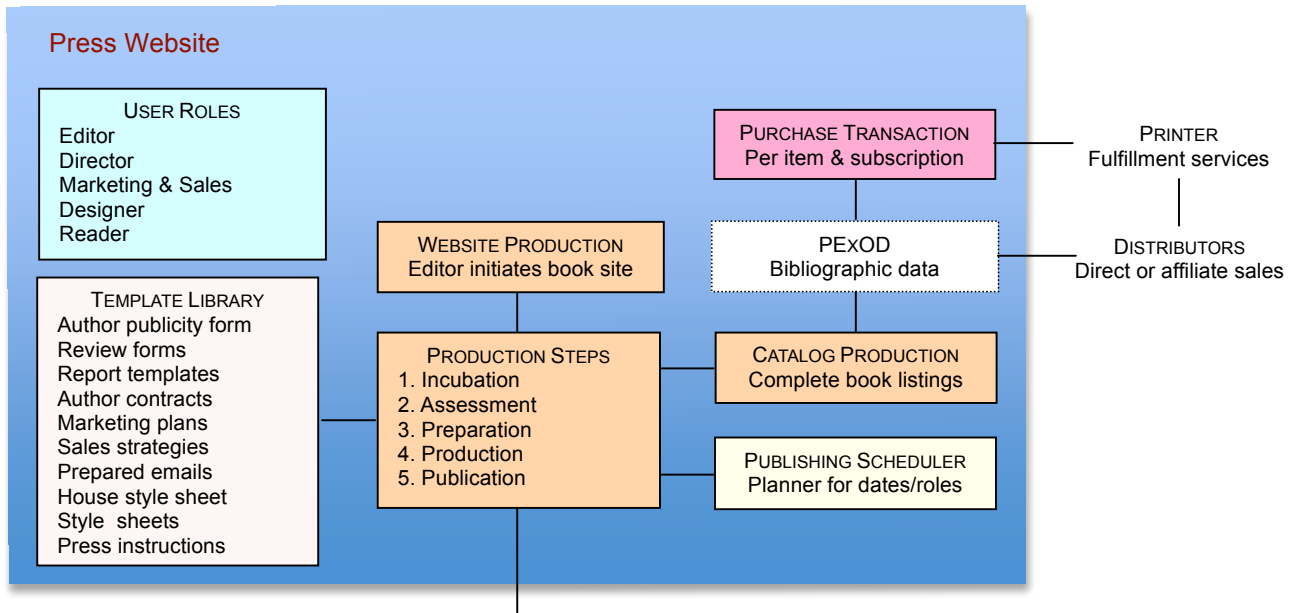 Press Website
USER ROLES
Editor
Director
Marketing & Sales
Designer
Reader
TEMPLATE LIBRARY
Author publicity form
Review forms
Report templates
Author contracts
Marketing plans
Sales strategies
Prepared emails
House style sheet
Style sheets
Press instructions
WEBSITE PRODUCTION
Editor initiates book site
PRODUCTION STEPS
1. Incubation
2. Assessment
3. Preparation
4. Production
5. Publication
PURCHASE TRANSACTION
Per item & subscription
PEXOD
Bibliographic data
CATALOG PRODUCTION
Complete book listings
PUBLISHING SCHEDULER
Planner for dates/roles
PRINTER
Fulfillment services
DISTRIBUTORS
Direct or affiliate sales